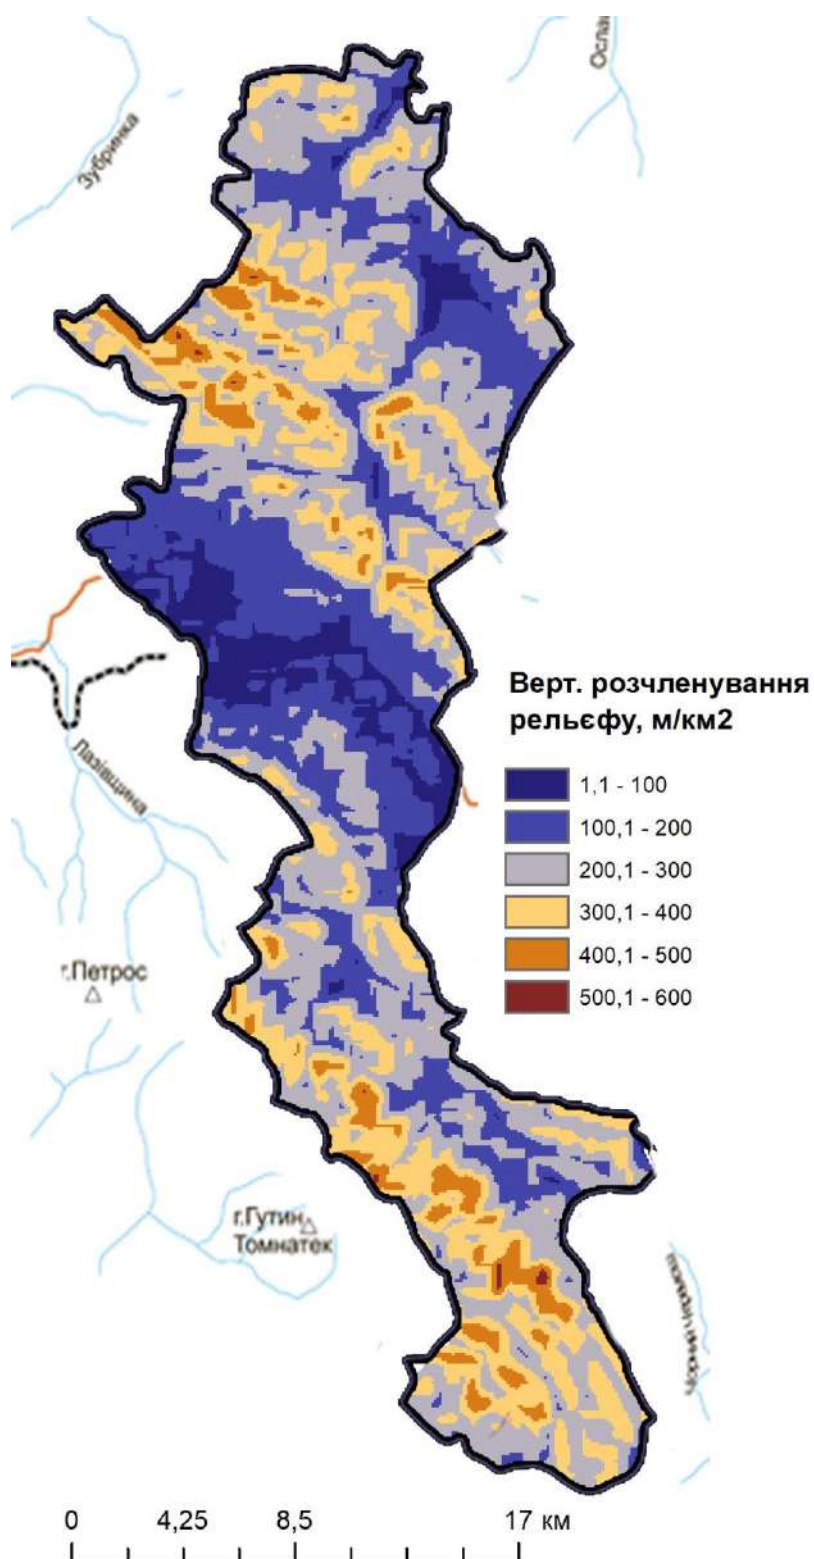 Зубринка
Осла
Верт. розчленування
рельєфу, м/км2
1,1 - 100
100,1 - 200
200,1 - 300
300,1 - 400
400,1 - 500
500,1 - 600
Лазівщина
г.Петрос
г.Гутин
Томнатек
0 4,25 8,5 17 км